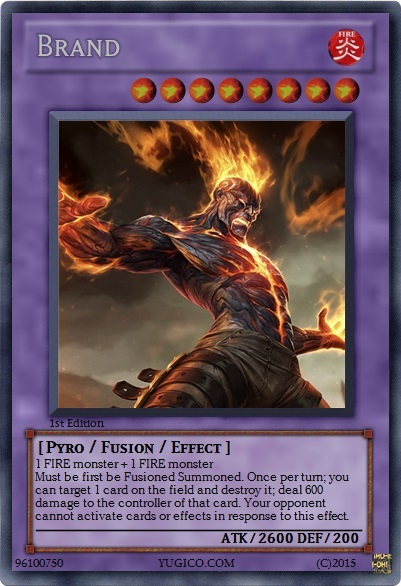 BRAND
FIRE
炎
1st Edition
[ PYRO / FUSION / EFFECT ]
1 FIRE monster + 1 FIRE monster
Must be first be Fusioned Summoned. Once per turn; you
can target 1 card on the field and destroy it; deal 600
damage to the controller of that card. Your opponent
cannot activate cards or effects in response to this effect.
ATK / 2600 DEF / 200
96100750 YUGICO.COM (C)2015